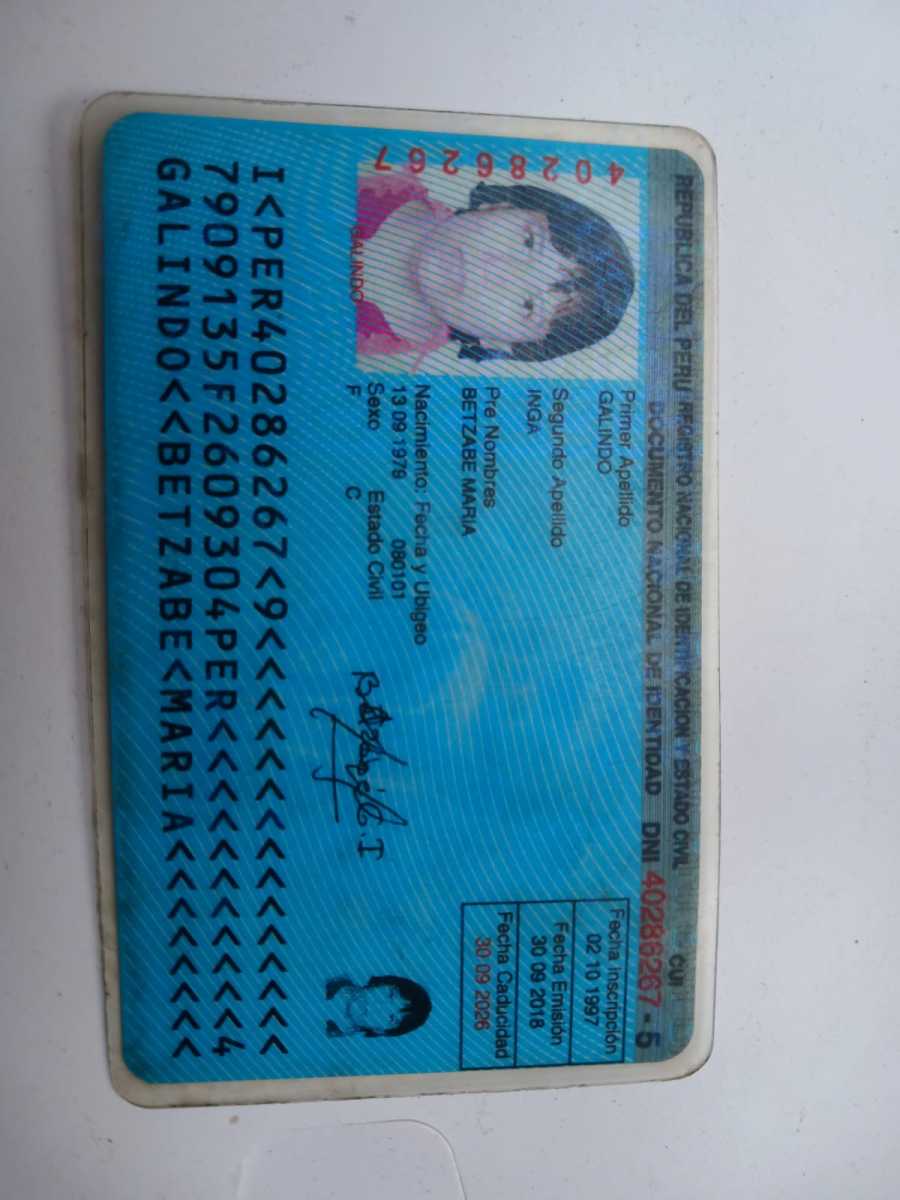 REPUBLICA DEL PERU REGISTRO NACIONAL DE IDENTIFICACION Y ESTADO CIVIL
CUI
DOCUMENTO NACIONAL DE IDENTIDAD DNI 40286267 - 5
40286267
GALINDO
Primer Apellido
GALINDO
Segundo Apellido
INGA
Pre Nombres
BETZABE MARIA
Nacimiento: Fecha y Ubigeo
13 09 1979 080101
Sexo Estado Civil
F C
Fecha Inscripción
02 10 1997
Fecha Emisión
30 09 2018
Fecha Caducidad
30 09 2026
I<PER40286267<9<<<<<<<<<<<<<<<
7909135F2609304PER<<<<<<<<<<<4
GALINDO<<BETZABE<MARIA<<<<<<<<